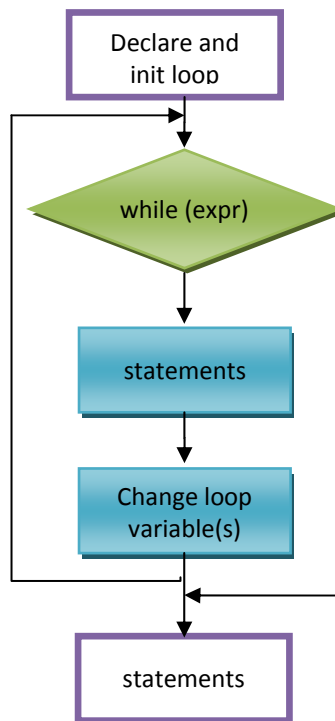 Declare and
init loop
while (expr)
statements
Change loop
variable(s)
statements